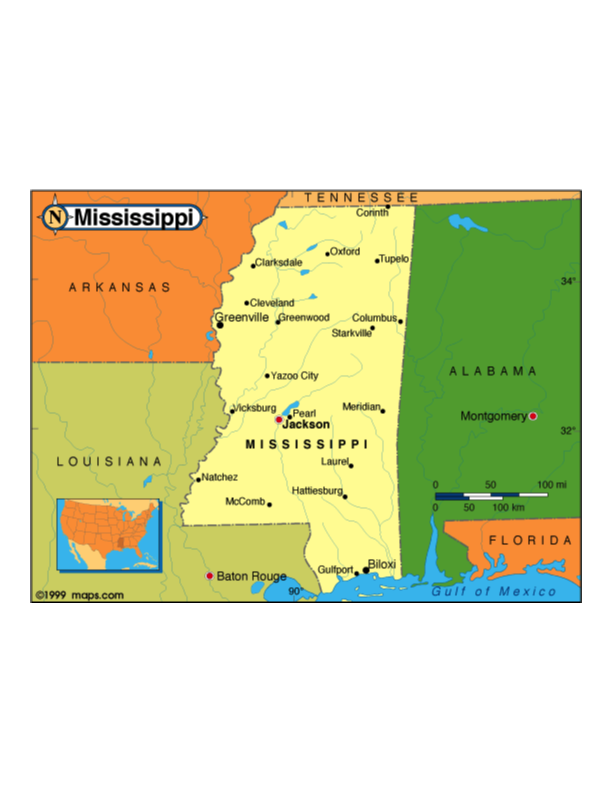 TENNESSEE
N Mississippi
Corinth
Oxford
Tupelo
Clarksdale
ARKANSAS
34°
Cleveland
Greenville
Greenwood
Columbus
Starkville
Yazoo City
ALABAMA
Vicksburg
Pearl
Meridian
Montgomery
Jackson
MISSISSIPPI
32°
LOUISIANA
Laurel
Natchez
Hattiesburg
McComb
0 50 100 mi
0 50 100 km
FLORIDA
Gulfport
Biloxi
Baton Rouge
90°
Gulf of Mexico
©1999 maps.com